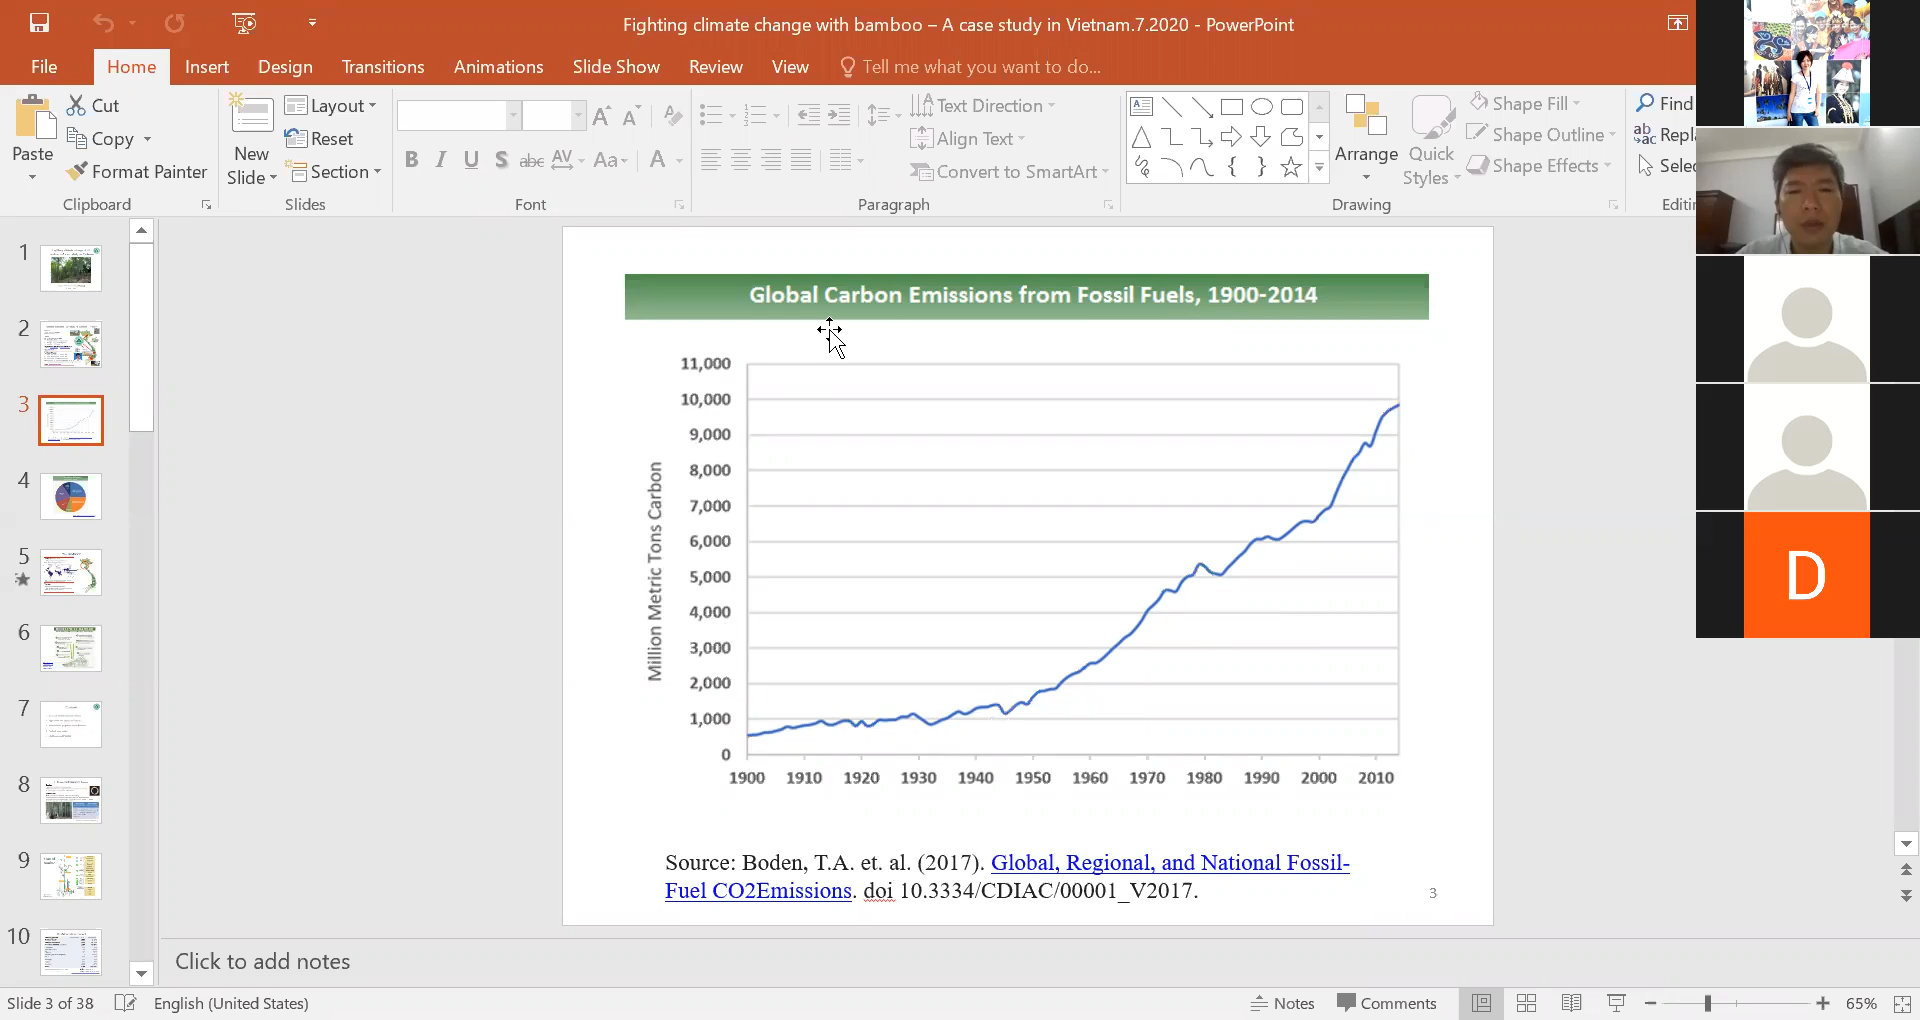 Fighting climate change with bamboo – A case study in Vietnam.7.2020 - PowerPoint
File Home Insert Design Transitions Animations Slide Show Review View Tell me what you want to do...
Paste
Cut
Copy
Format Painter
Clipboard
New
Slide
Layout
Reset
Section
Slides
B I U S abc AV Aa A
Font
Text Direction
Align Text
Convert to SmartArt
Paragraph
Arrange
Quick
Styles
Shape Fill
Shape Outline
Shape Effects
Drawing
Find
Repla
Selec
Editin
1
2
3
4
5
6
7
8
9
10
Global Carbon Emissions from Fossil Fuels, 1900-2014
Million Metric Tons Carbon
11,000
10,000
9,000
8,000
7,000
6,000
5,000
4,000
3,000
2,000
1,000
0
1900 1910 1920 1930 1940 1950 1960 1970 1980 1990 2000 2010
Source: Boden, T.A. et. al. (2017). Global, Regional, and National Fossil-
Fuel CO2Emissions. doi 10.3334/CDIAC/00001_V2017.
3
D
Click to add notes
Slide 3 of 38 English (United States) Notes Comments 65%